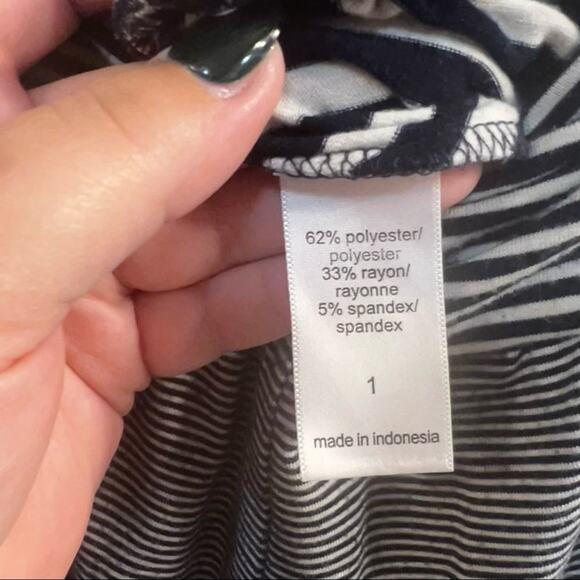 62% polyester/
polyester
33% rayon/
rayonne
5% spandex/
spandex
1
made in indonesia